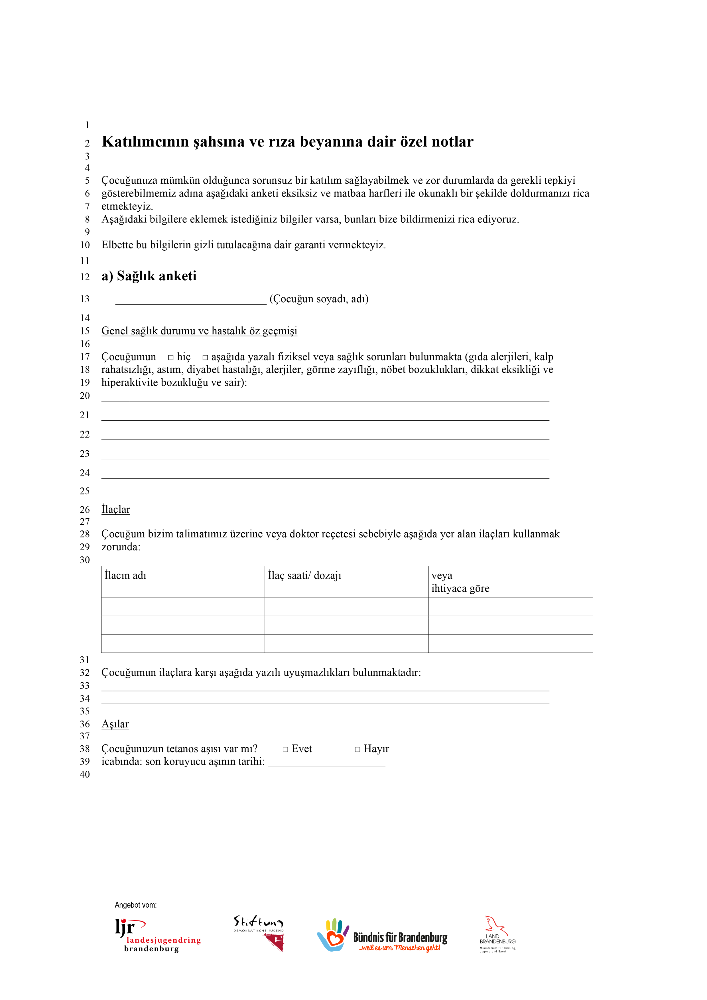 1
2 Katılımcının şahsına ve rıza beyanına dair özel notlar
3
4
5 Çocuğunuza mümkün olduğunca sorunsuz bir katılım sağlayabilmek ve zor durumlarda da gerekli tepkiyi
6 gösterebilmemiz adına aşağıdaki anketi eksiksiz ve matbaa harfleri ile okunaklı bir şekilde doldurmanızı rica
7 etmekteyiz.
8 Aşağıdaki bilgilere eklemek istediğiniz bilgiler varsa, bunları bize bildirmenizi rica ediyoruz.
9
10 Elbette bu bilgilerin gizli tutulacağına dair garanti vermekteyiz.
11
12 a) Sağlık anketi
13 (Çocuğun soyadı, adı)
14
15 Genel sağlık durumu ve hastalık öz geçmişi
16
17 Çocuğumun □ hiç □ aşağıda yazalı fiziksel veya sağlık sorunları bulunmakta (gıda alerjileri, kalp
18 rahatsızlığı, astım, diyabet hastalığı, alerjiler, görme zayıflığı, nöbet bozuklukları, dikkat eksikliği ve
19 hiperaktivite bozukluğu ve sair):
20
21
22
23
24
25
26 İlaçlar
27
28 Çocuğum bizim talimatımız üzerine veya doktor reçetesi sebebiyle aşağıda yer alan ilaçları kullanmak
29 zorunda:
30
İlacın adı İlaç saati/ dozajı veya
ihtiyaca göre
31
32 Çocuğumun ilaçlara karşı aşağıda yazılı uyuşmazlıkları bulunmaktadır:
33
34
35
36 Aşılar
37
38 Çocuğunuzun tetanos aşısı var mı? □ Evet □ Hayır
39 icabında: son koruyucu aşının tarihi:
40
Angebot vom:
ljr
landesjugendring
brandenburg
Stiftung
DEMOKRATISCHE JUGEND
Bündnis für Brandenburg
...weil es um Menschen geht!
LAND
BRANDENBURG
Ministerium für Bildung,
Jugend und Sport